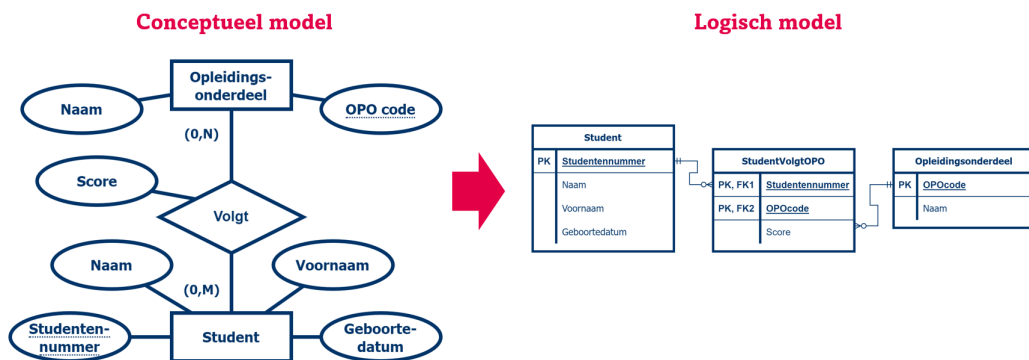 Conceptueel model
Logisch model
Opleidings-
onderdeel
Naam
OPO code
(0,N)
Score
Volgt
Naam
Voornaam
(0,M)
Studenten-
nummer
Student
Geboorte-
datum
Student
PK Studentennummer
Naam
Voornaam
Geboortedatum
StudentVolgtOPO
PK, FK1 Studentennummer
PK, FK2 OPOcode
Score
Opleidingsonderdeel
PK OPOcode
Naam